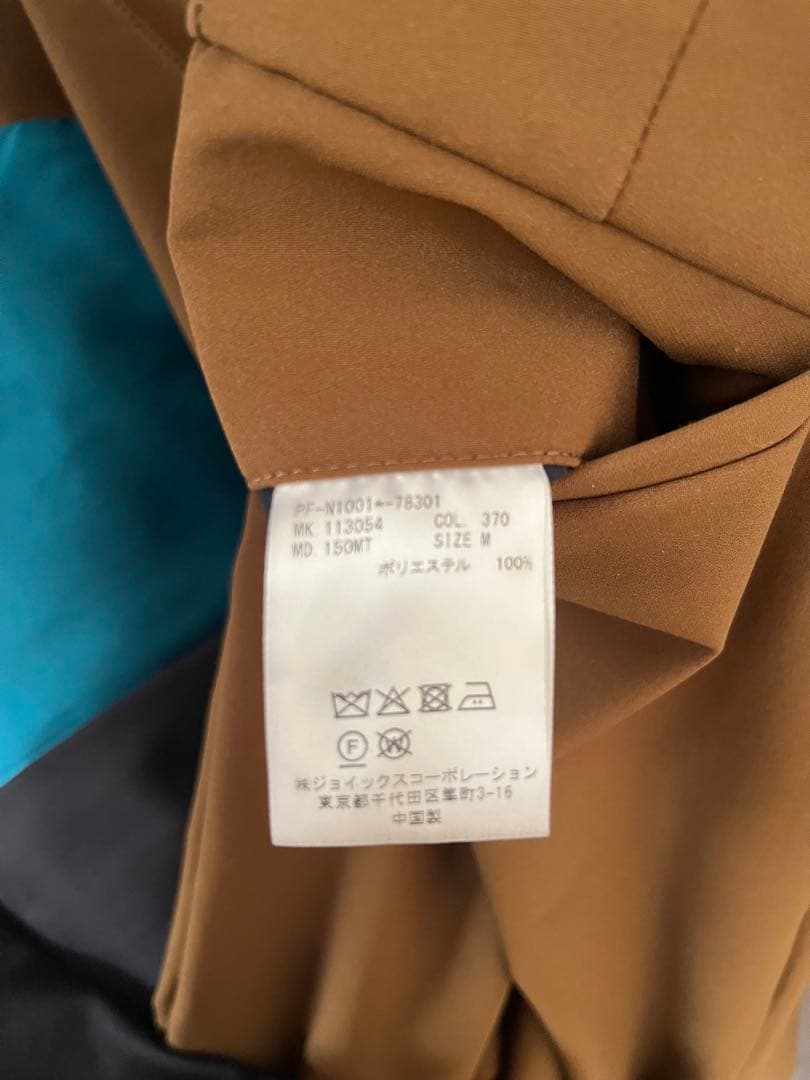 PF-N1001*-78301
MK 113054 COL. 370
MD 150MT SIZE M
ポリエステル 100%
F W
㈱ジョイックスコーポレーション
東京都千代田区隼町3-16
中国製